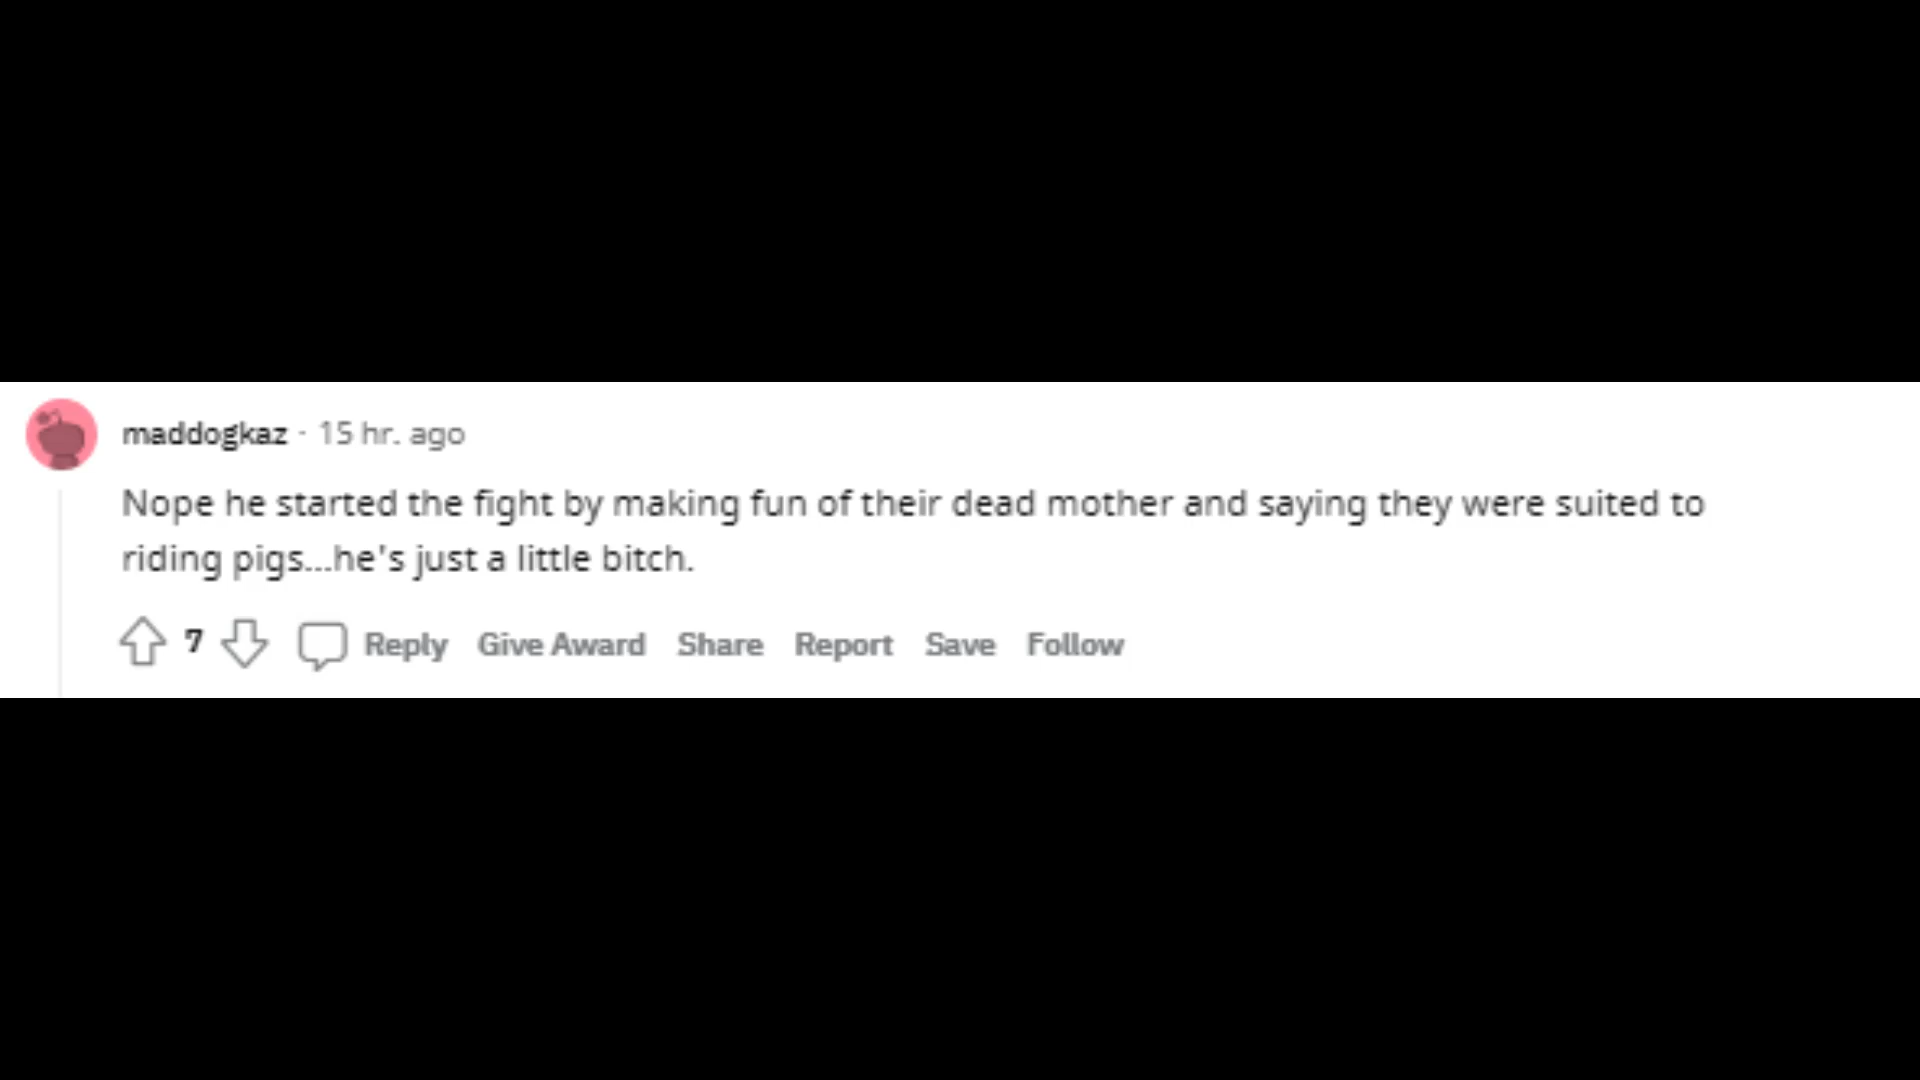 maddogkaz · 15 hr. ago
Nope he started the fight by making fun of their dead mother and saying they were suited to
riding pigs...he's just a little bitch.
7 Reply Give Award Share Report Save Follow